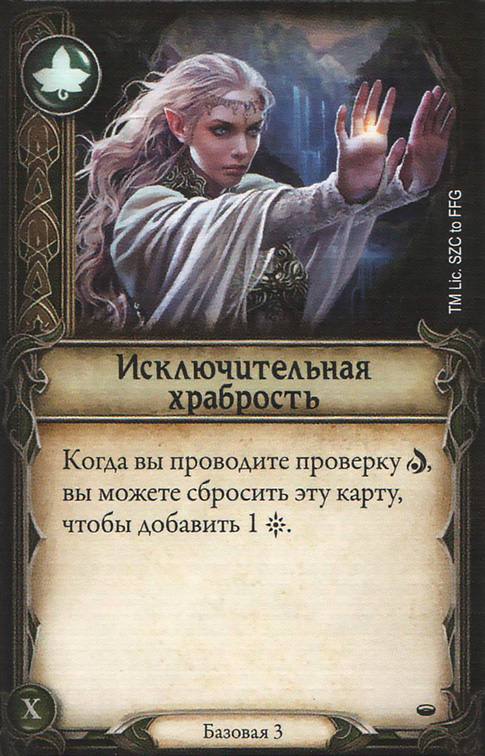 TM Lic. SZC to FFG
Исключительная
храбрость
Когда вы проводите проверку ,
вы можете сбросить эту карту,
чтобы добавить 1 .
X
Базовая 3